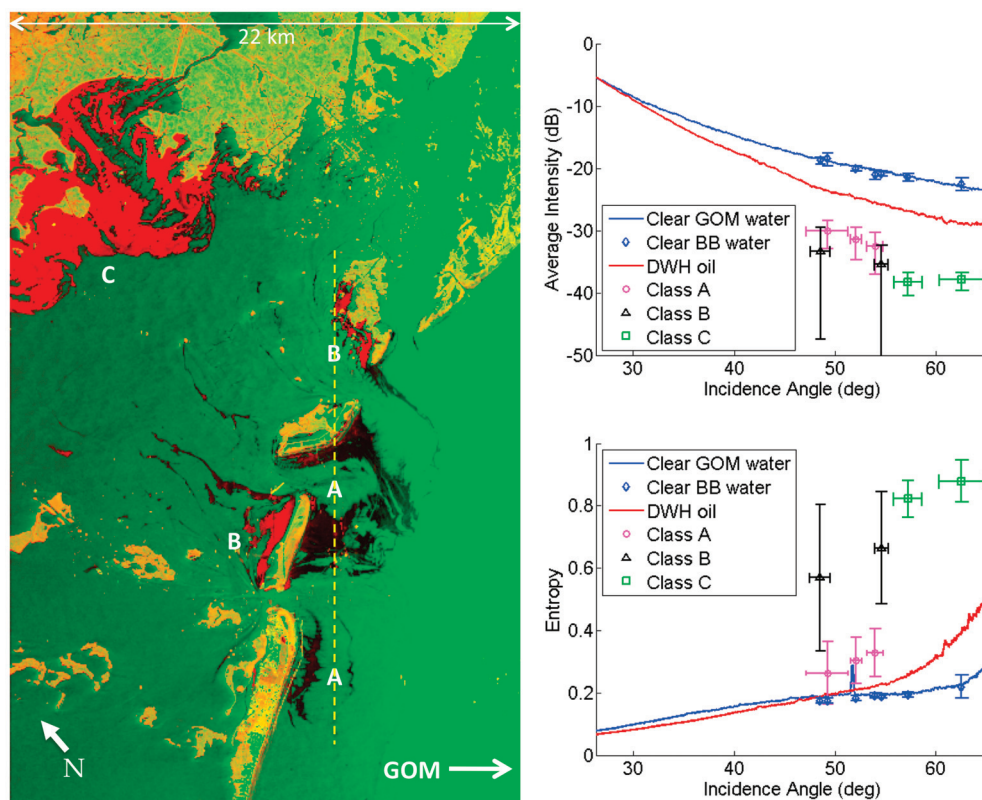 22 km
C
B
A
B
A
N
GOM
0
-10
-20
-30
-40
-50
Average Intensity (dB)
Clear GOM water
Clear BB water
DWH oil
Class A
Class B
Class C
30 40 50 60
Incidence Angle (deg)
1
0.8
0.6
0.4
0.2
0
Entropy
Clear GOM water
Clear BB water
DWH oil
Class A
Class B
Class C
30 40 50 60
Incidence Angle (deg)